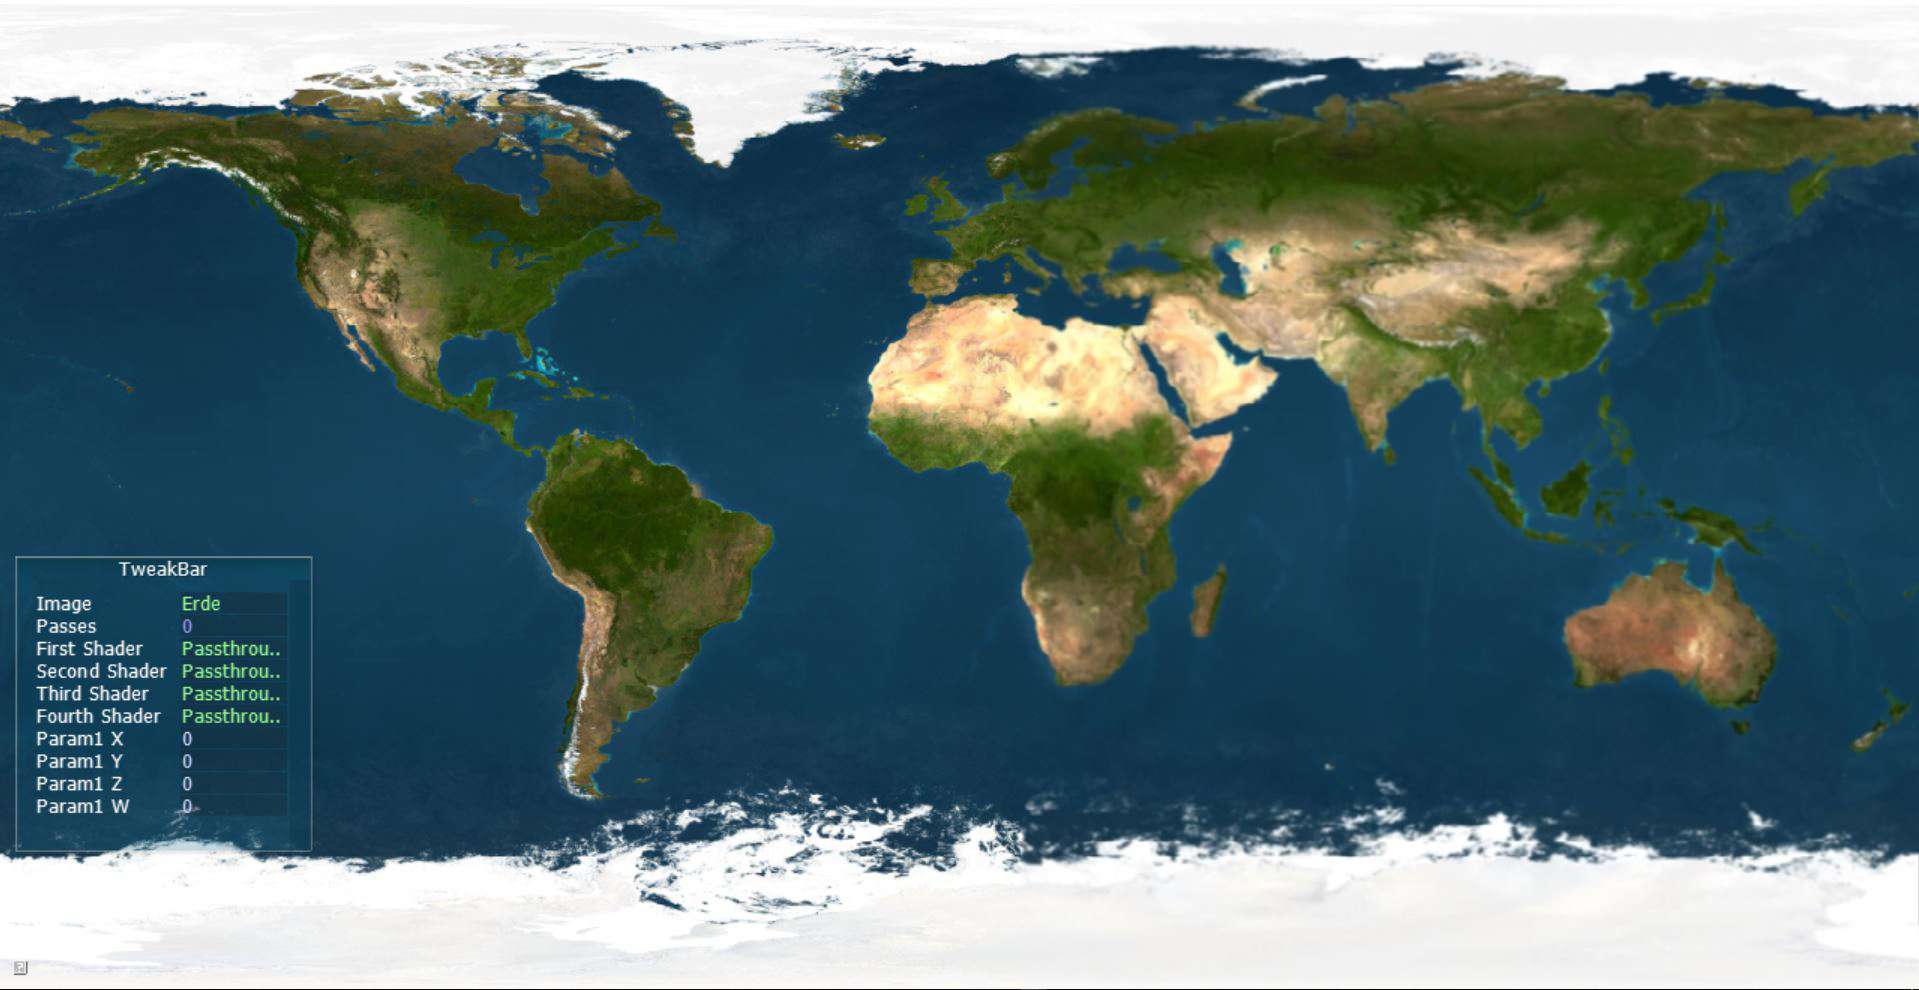 TweakBar
Image Erde
Passes 0
First Shader Passthrou..
Second Shader Passthrou..
Third Shader Passthrou..
Fourth Shader Passthrou..
Param1 X 0
Param1 Y 0
Param1 Z 0
Param1 W 0
?